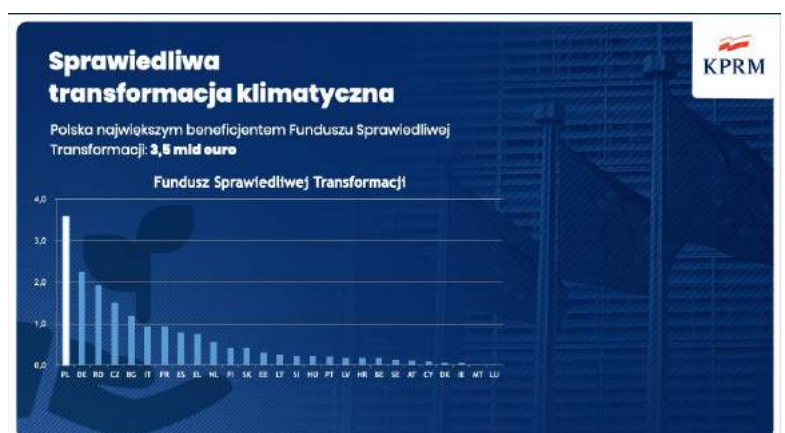 Sprawiedliwa
transformacja klimatyczna
KPRM
Polska największym beneficjentem Funduszu Sprawiedliwej
Transformacji: 3,5 mld euro
Fundusz Sprawiedliwej Transformacji
4,0
3,0
2,0
1,0
0,0
PL DE RO CZ BG IT FR ES EL NL FI SK EE LT SI HU PT LV HR BE SE AT CY DK IE MT LU